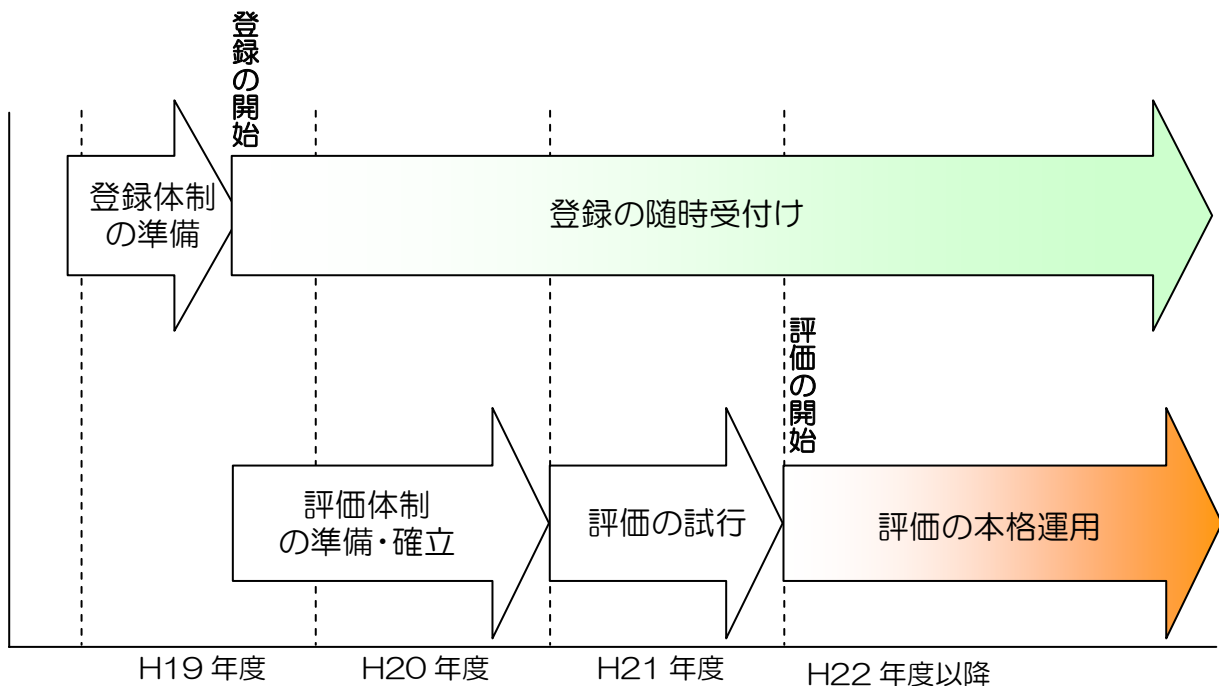 登録の開始
登録体制
の準備
登録の随時受付け
評価の開始
評価体制
の準備・確立
評価の試行
評価の本格運用
H19 年度
H20 年度
H21 年度
H22 年度以降